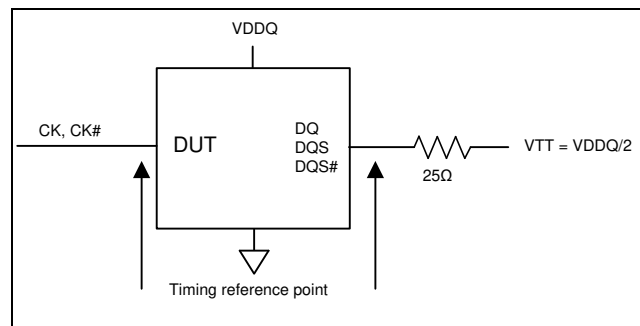 VDDQ
CK, CK#
DUT
DQ
DQS
DQS#
VTT = VDDQ/2
25Ω
Timing reference point